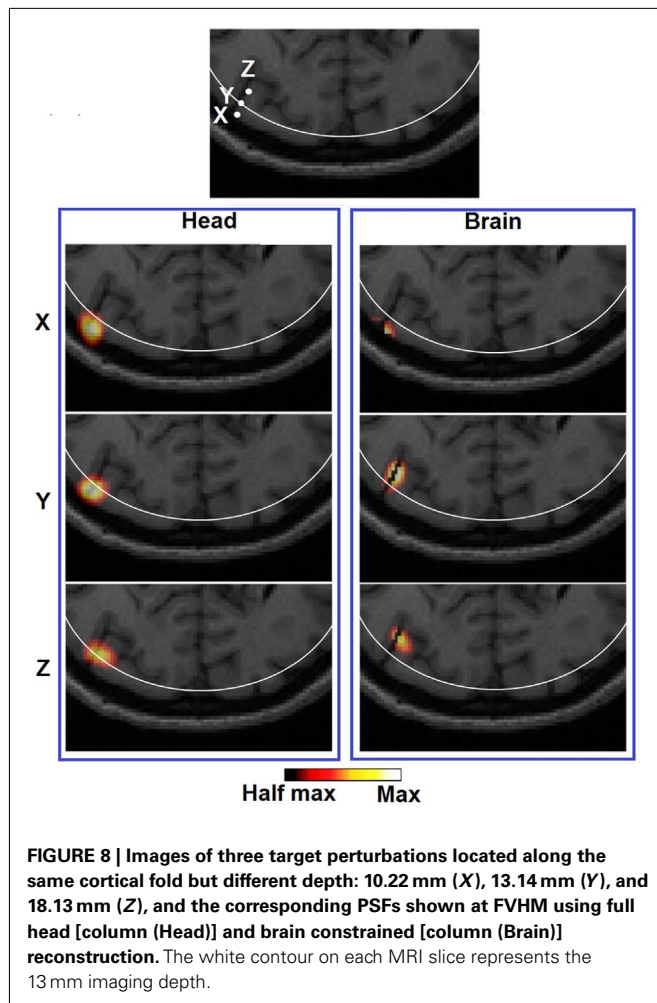 Z
Y
X
Head Brain
X
Y
Z
Half max Max
FIGURE 8 | Images of three target perturbations located along the
same cortical fold but different depth: 10.22 mm (X), 13.14 mm (Y), and
18.13 mm (Z), and the corresponding PSFs shown at FVHM using full
head [column (Head)] and brain constrained [column (Brain)]
reconstruction. The white contour on each MRI slice represents the
13 mm imaging depth.